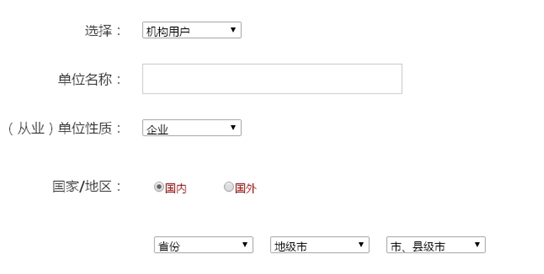 选择： 机构用户
单位名称：
（从业）单位性质： 企业
国家/地区： 国内 国外
省份 地级市 市、县级市